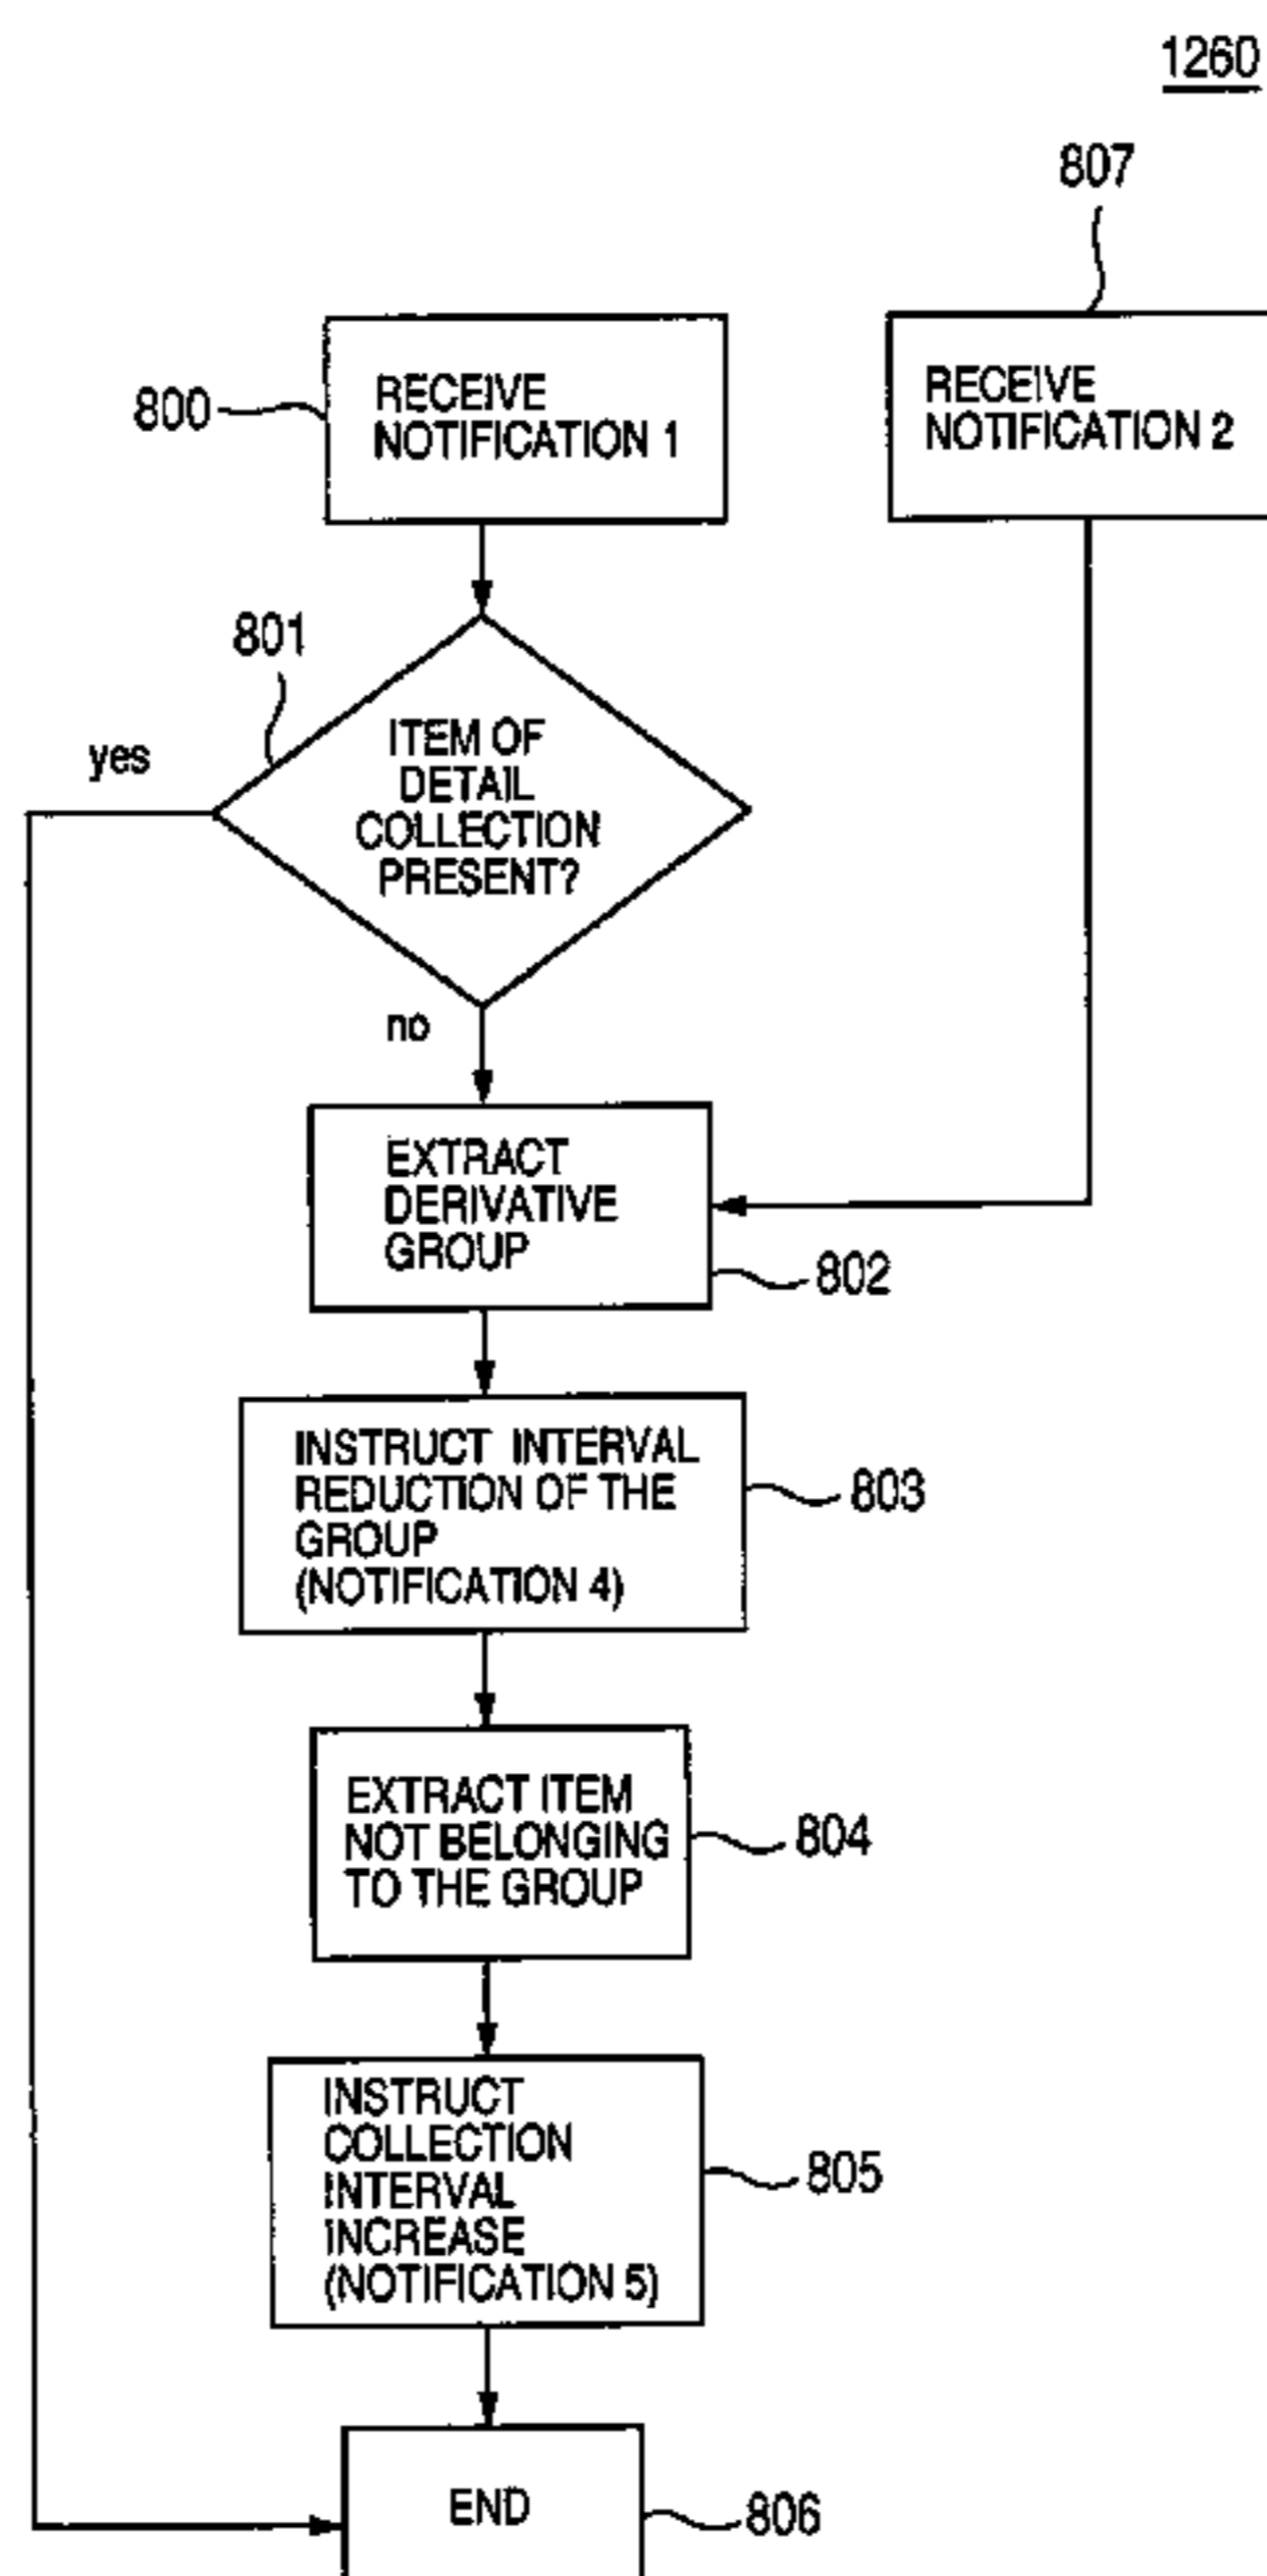 1260
807
800
RECEIVE
NOTIFICATION 1
RECEIVE
NOTIFICATION 2
801
yes
ITEM OF
DETAIL
COLLECTION
PRESENT?
no
EXTRACT
DERIVATIVE
GROUP
802
INSTRUCT INTERVAL
REDUCTION OF THE
GROUP
(NOTIFICATION 4)
803
EXTRACT ITEM
NOT BELONGING
TO THE GROUP
804
INSTRUCT
COLLECTION
INTERVAL
INCREASE
(NOTIFICATION 5)
805
END
806